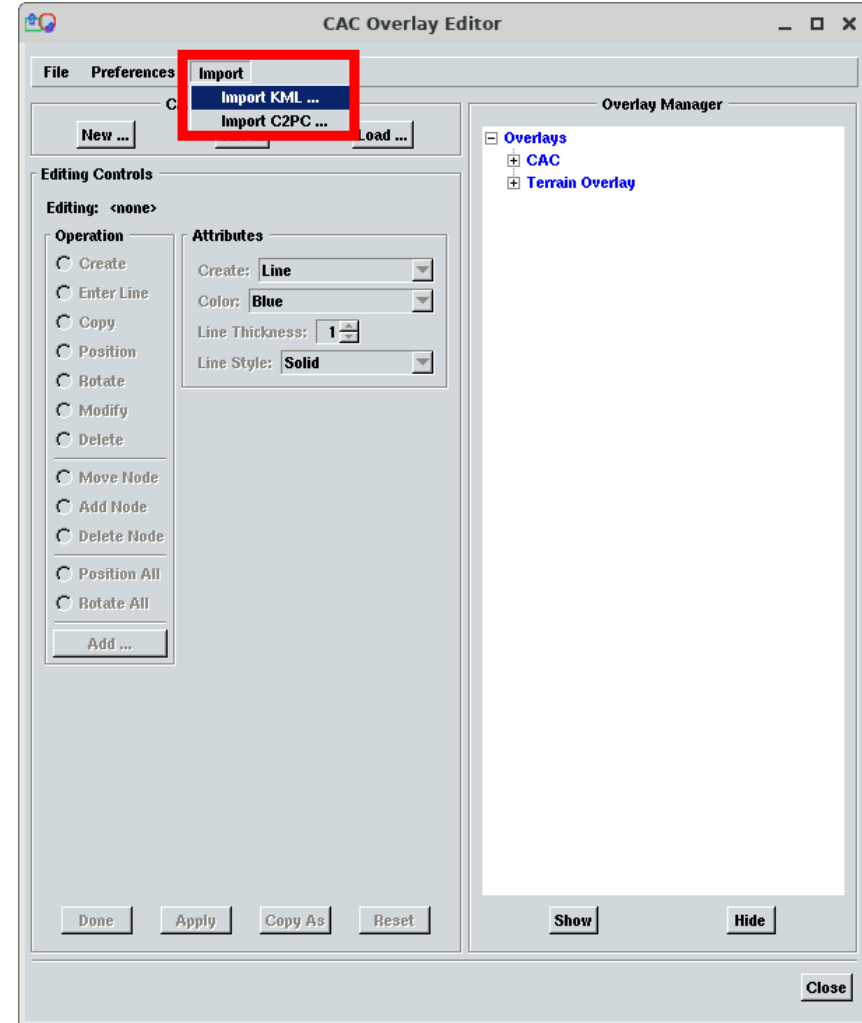 CAC Overlay Editor
File Preferences Import
Import KML ...
Import C2PC ...
New ... Load ...
Editing Controls
Editing: <none>
Operation
Create
Enter Line
Copy
Position
Rotate
Modify
Delete
Move Node
Add Node
Delete Node
Position All
Rotate All
Add ...
Attributes
Create: Line
Color: Blue
Line Thickness: 1
Line Style: Solid
Done Apply Copy As Reset
Overlay Manager
Overlays
CAC
Terrain Overlay
Show Hide
Close